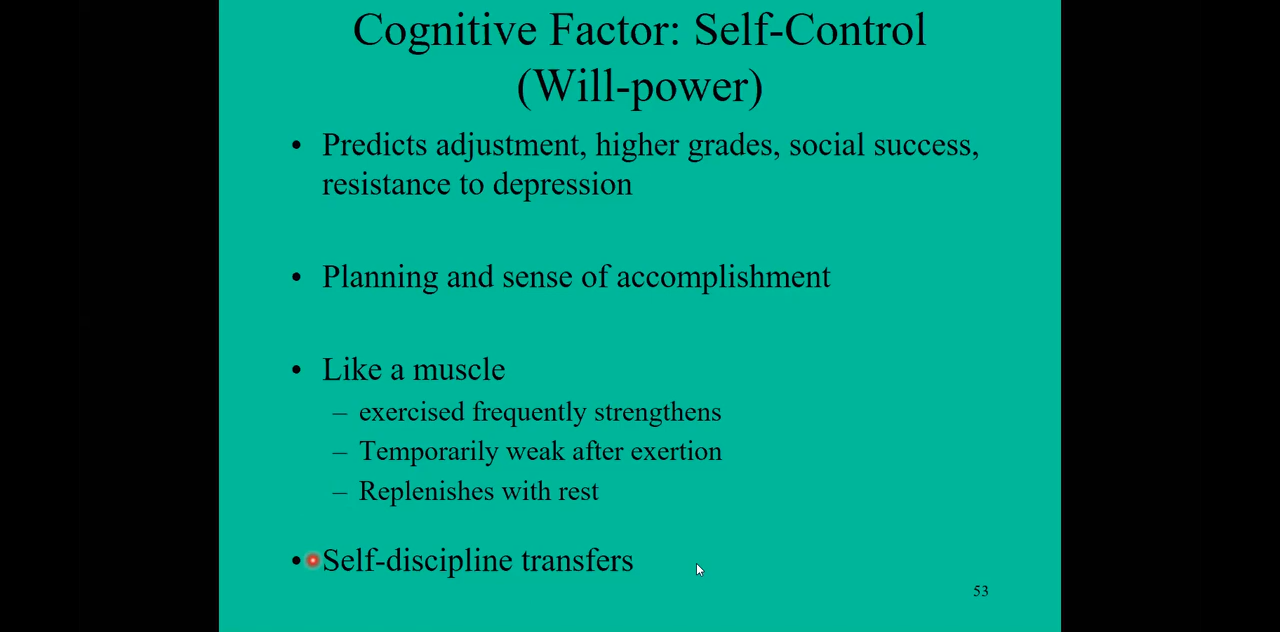 Cognitive Factor: Self-Control
(Will-power)
• Predicts adjustment, higher grades, social success,
resistance to depression
• Planning and sense of accomplishment
• Like a muscle
– exercised frequently strengthens
– Temporarily weak after exertion
– Replenishes with rest
• Self-discipline transfers
53